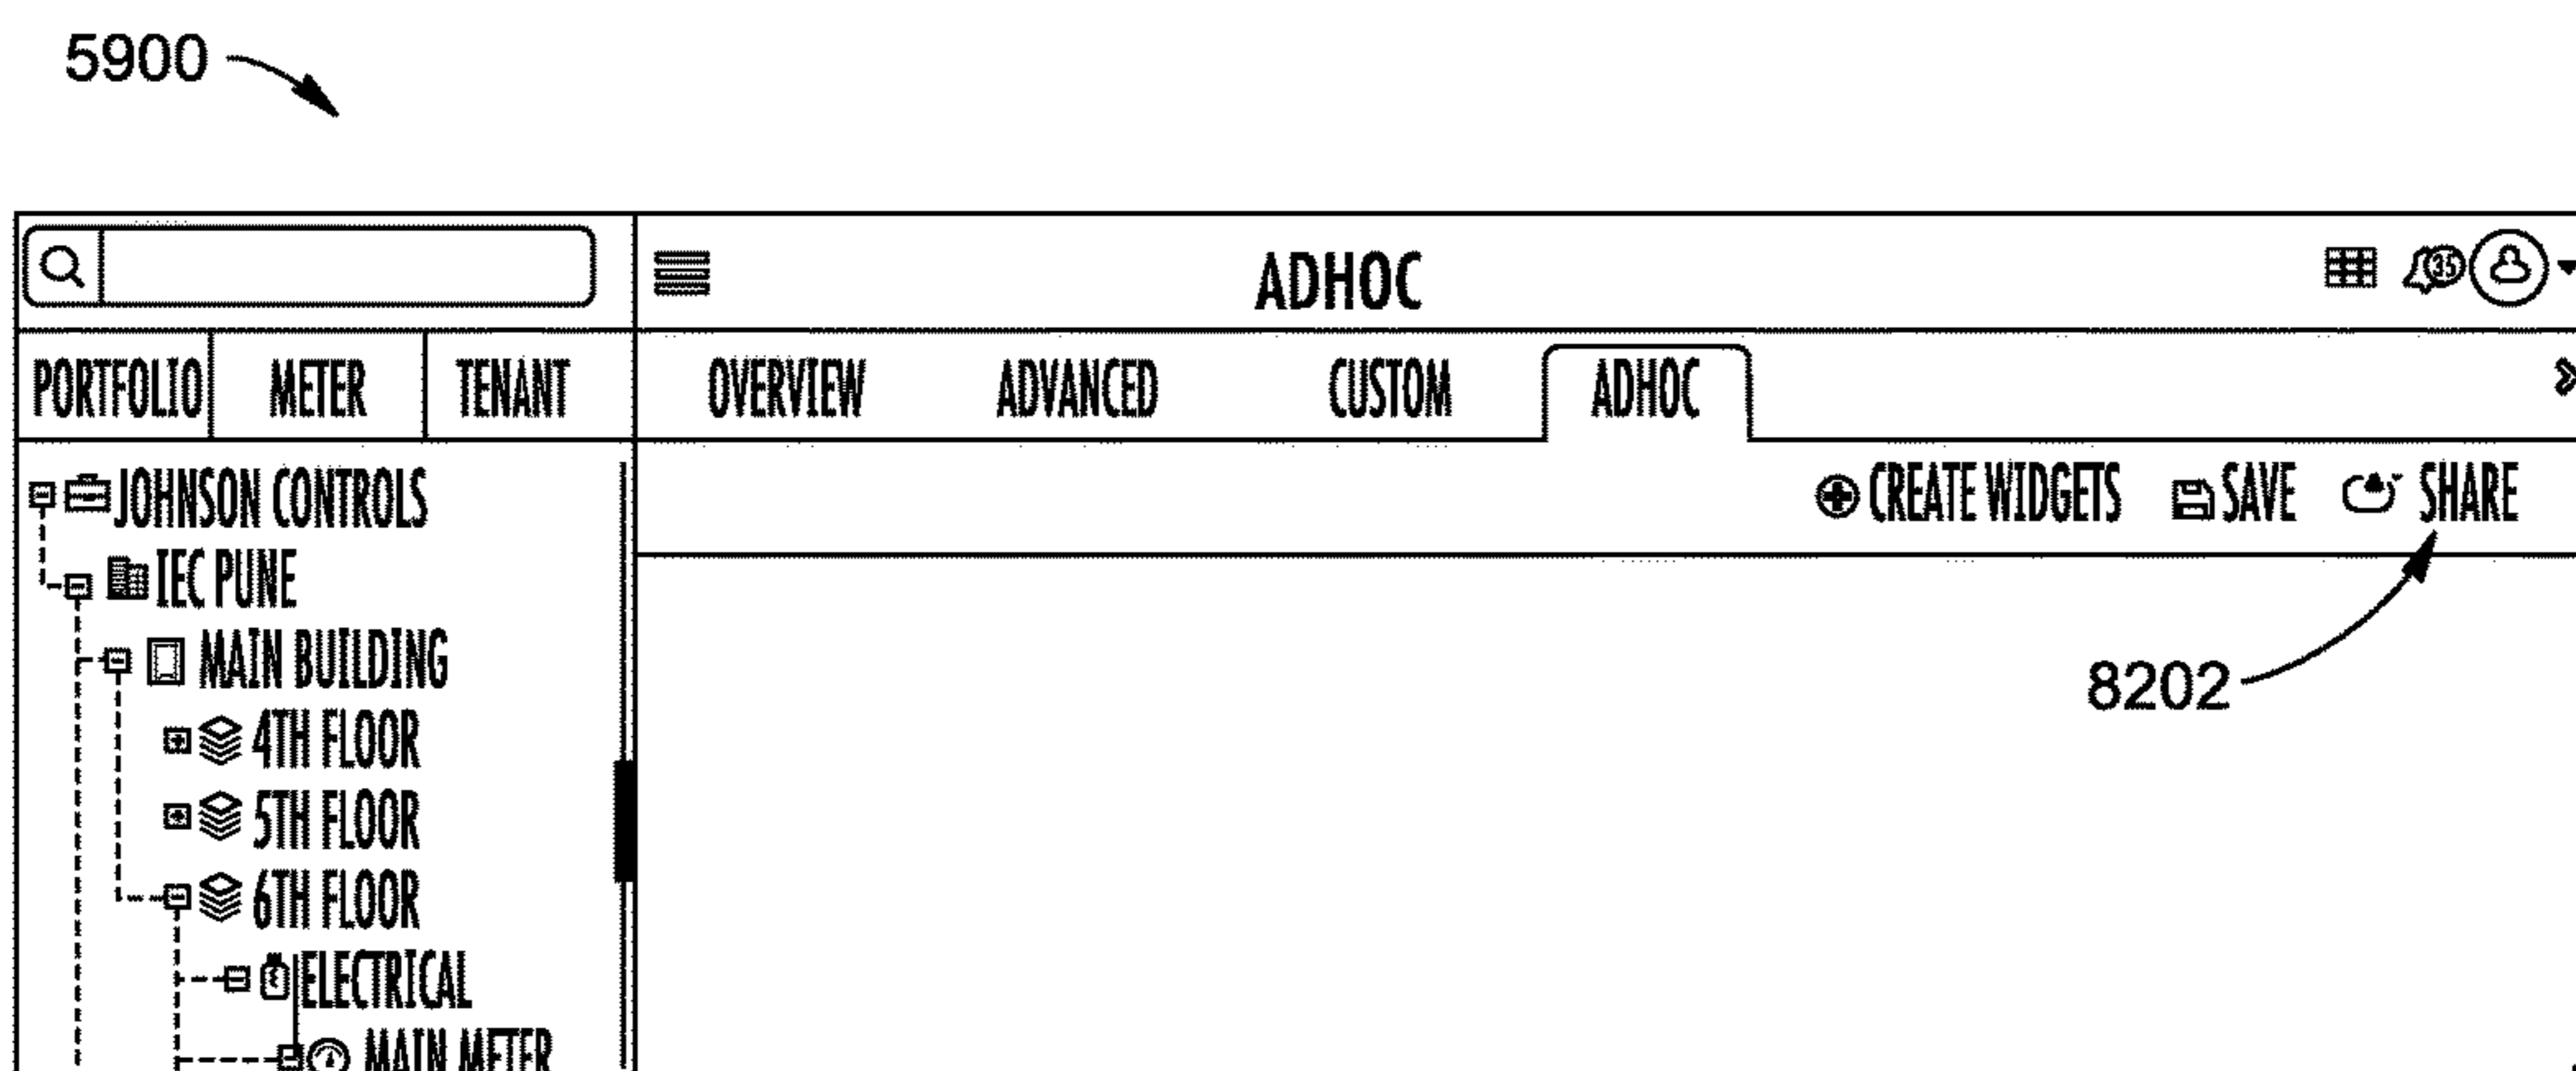 5900
ADHOC 35
PORTFOLIO METER TENANT OVERVIEW ADVANCED CUSTOM ADHOC
JOHNSON CONTROLS
CREATE WIDGETS SAVE SHARE
IEC PUNE
MAIN BUILDING
8202
4TH FLOOR
5TH FLOOR
6TH FLOOR
ELECTRICAL
MAIN METER